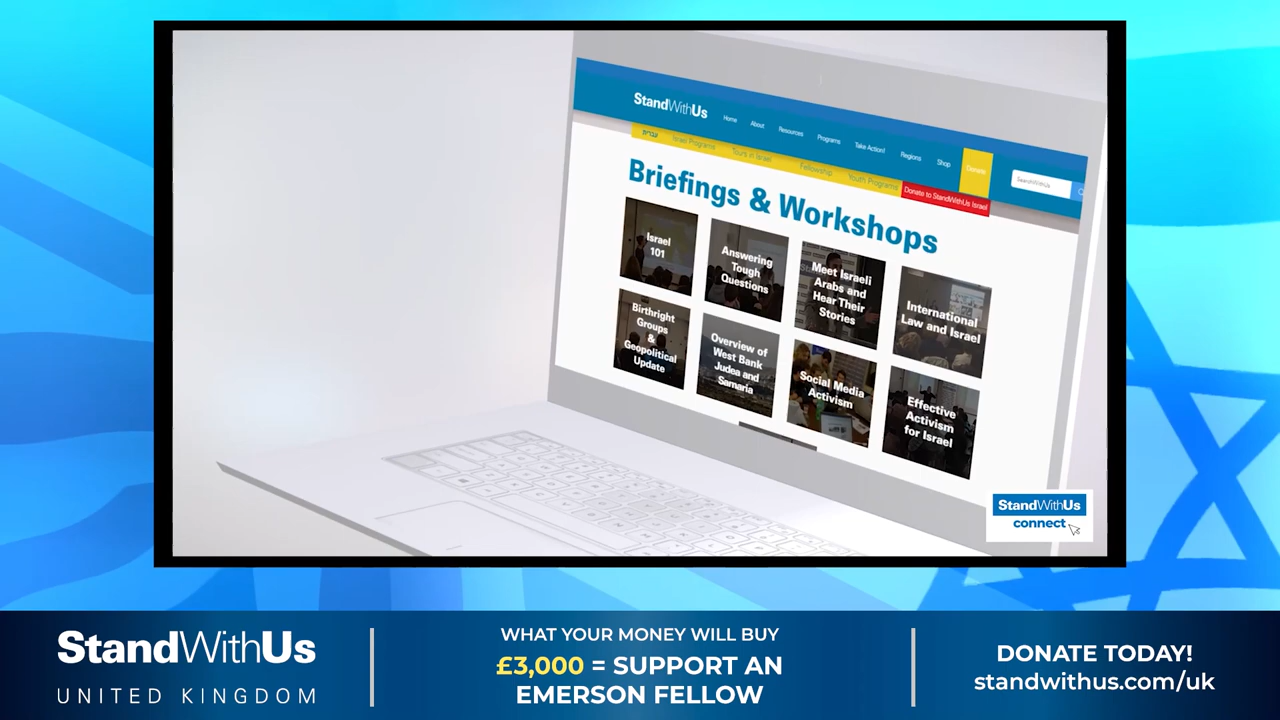 StandWithUs
Home About Resources Programs Take Action! Regions Shop Donate
SearchWithUs
עברית Israel Programs Tours in Israel Fellowship Youth Programs Donate to StandWithUs Israel
Briefings & Workshops
Israel
101
Answering
Tough
Questions
Meet Israeli
Arabs and
Hear Their
Stories
International
Law and Israel
Birthright
Groups
&
Geopolitical
Update
Overview of
West Bank
Judea and
Samaria
Social Media
Activism
Effective
Activism
for Israel
StandWithUs
connect
StandWithUs
UNITED KINGDOM
WHAT YOUR MONEY WILL BUY
£3,000 = SUPPORT AN
EMERSON FELLOW
DONATE TODAY!
standwithus.com/uk